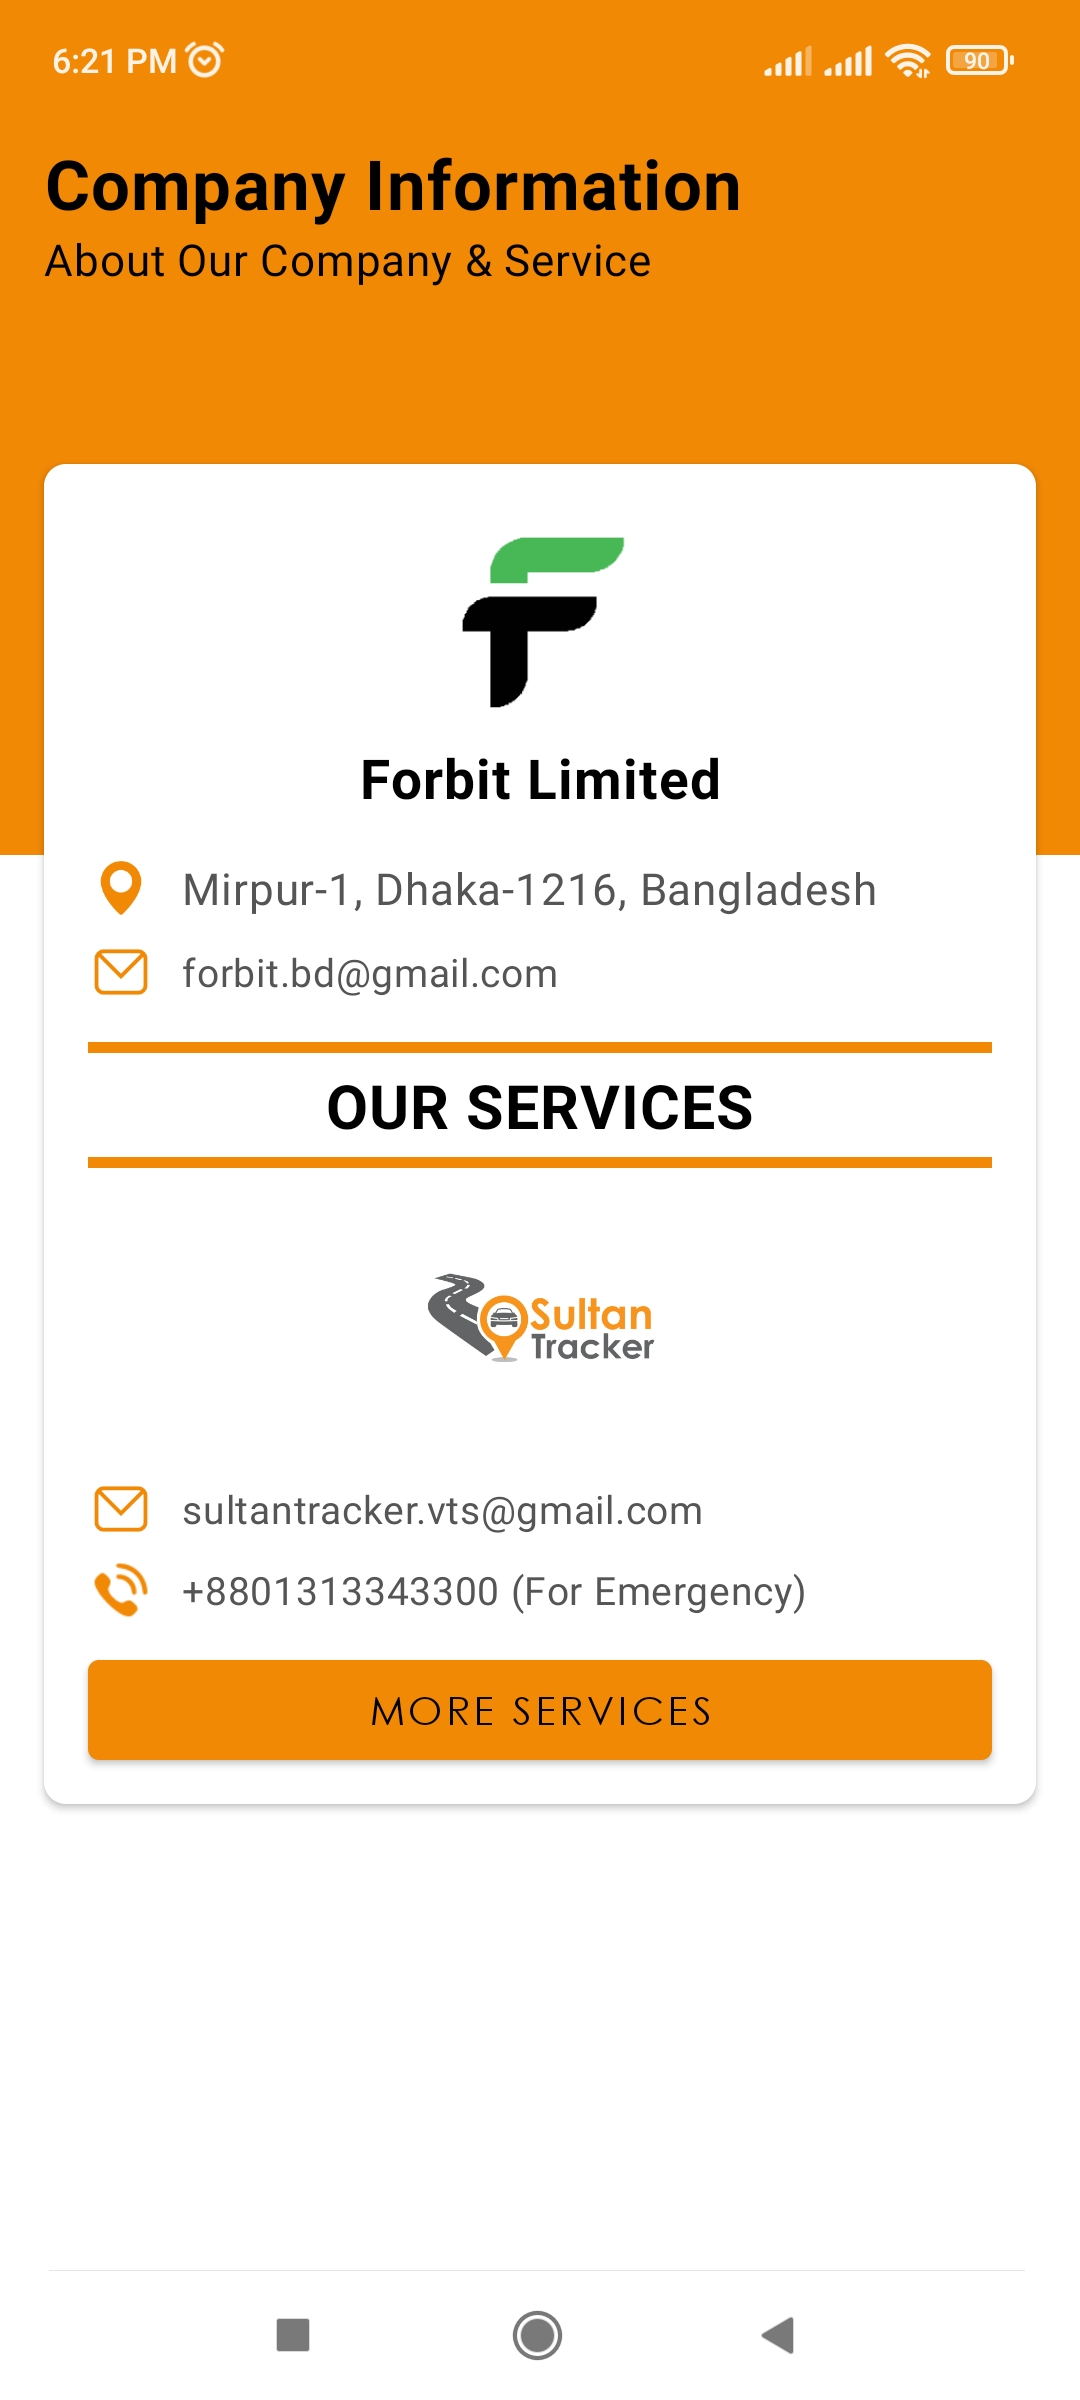 6:21 PM
90
Company Information
About Our Company & Service
Forbit Limited
Mirpur-1, Dhaka-1216, Bangladesh
forbit.bd@gmail.com
OUR SERVICES
Sultan
Tracker
sultantracker.vts@gmail.com
+8801313343300 (For Emergency)
MORE SERVICES